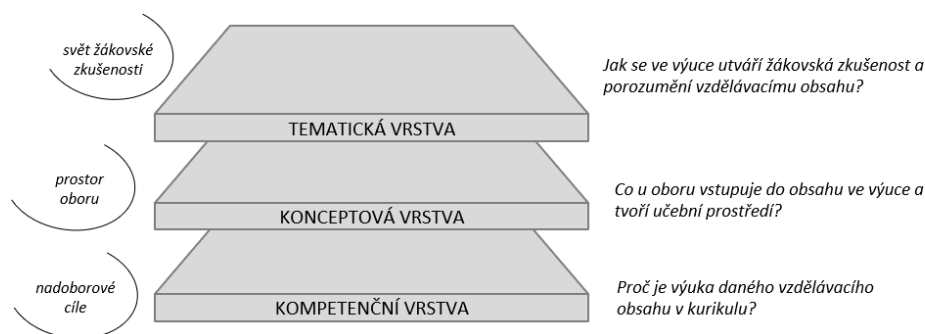 svět žákovské
zkušenosti
Jak se ve výuce utváří žákovská zkušenost a
porozumění vzdělávacímu obsahu?
TEMATICKÁ VRSTVA
prostor
oboru
Co u oboru vstupuje do obsahu ve výuce a
tvoří učební prostředí?
KONCEPTOVÁ VRSTVA
nadoborové
cíle
Proč je výuka daného vzdělávacího
obsahu v kurikulu?
KOMPETENČNÍ VRSTVA